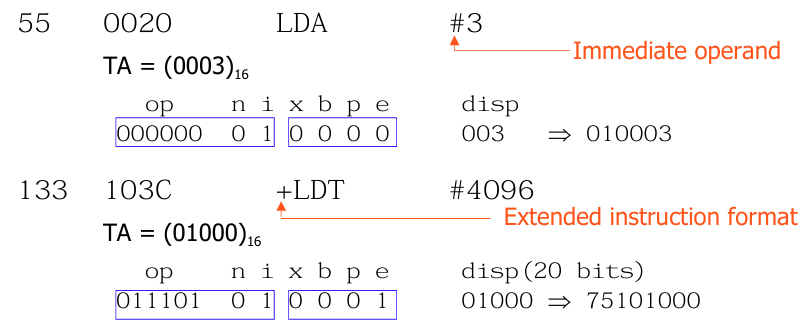 55 0020 LDA #3
Immediate operand
TA = (0003)16
op n i x b p e disp
000000 0 1 0 0 0 0 003 ⇒ 010003
133 103C +LDT #4096
Extended instruction format
TA = (01000)16
op n i x b p e disp(20 bits)
011101 0 1 0 0 0 1 01000 ⇒ 75101000